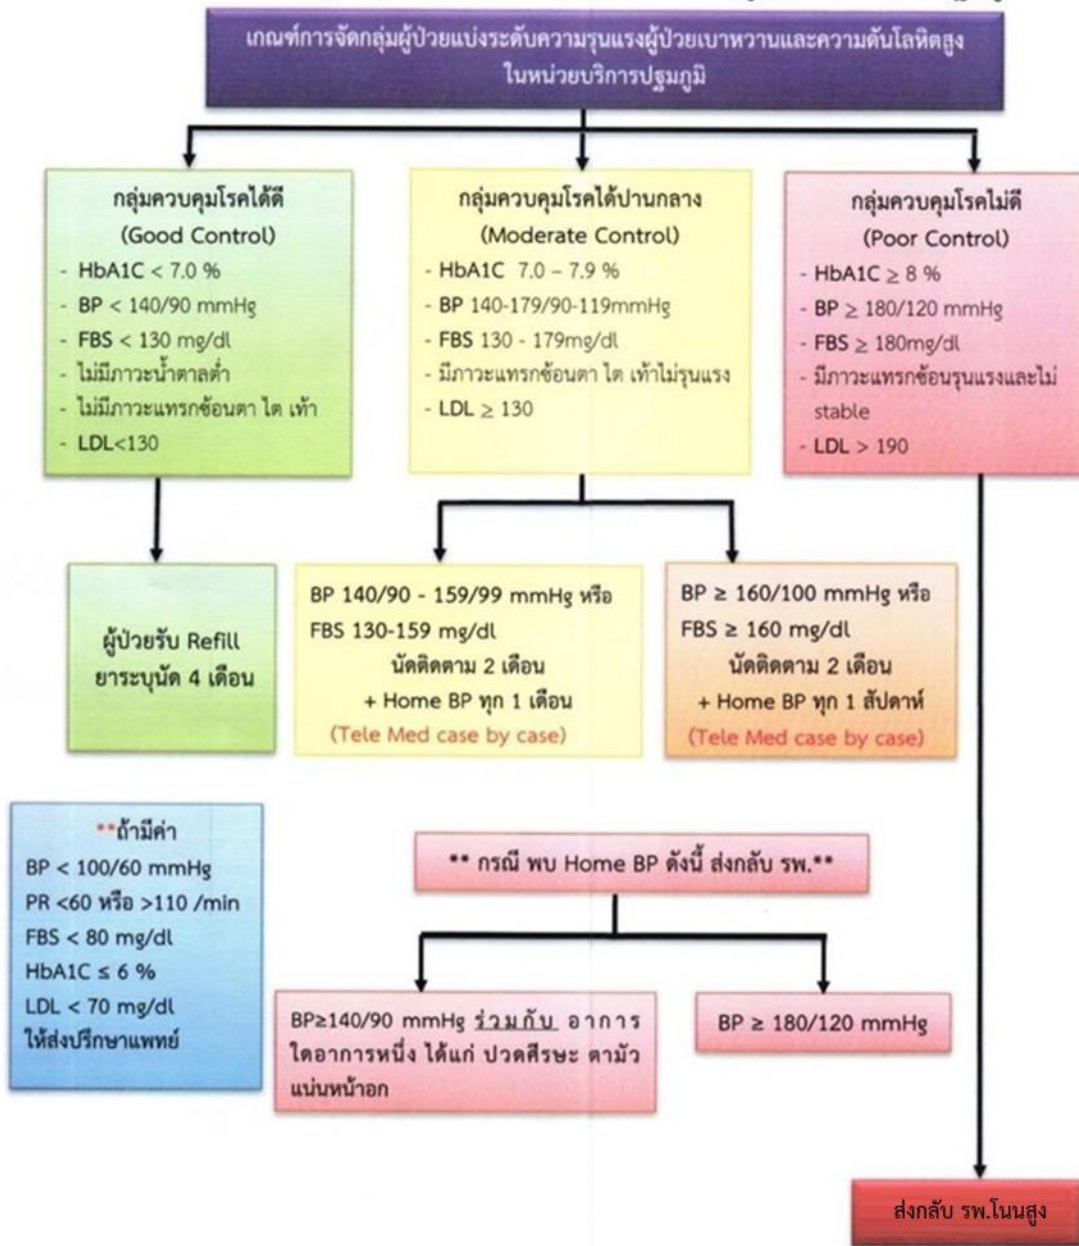 เกณฑ์การจัดกลุ่มผู้ป่วยแบ่งระดับความรุนแรงผู้ป่วยเบาหวานและความดันโลหิตสูง
ในหน่วยบริการปฐมภูมิ
กลุ่มควบคุมโรคได้ดี
(Good Control)
- HbA1C < 7.0 %
- BP < 140/90 mmHg
- FBS < 130 mg/dl
- ไม่มีภาวะน้ำตาลต่ำ
- ไม่มีภาวะแทรกซ้อนตา ไต เท้า
- LDL<130
กลุ่มควบคุมโรคได้ปานกลาง
(Moderate Control)
- HbA1C 7.0 – 7.9 %
- BP 140-179/90-119mmHg
- FBS 130 - 179mg/dl
- มีภาวะแทรกซ้อนตา ไต เท้าไม่รุนแรง
- LDL ≥ 130
กลุ่มควบคุมโรคไม่ดี
(Poor Control)
- HbA1C ≥ 8 %
- BP ≥ 180/120 mmHg
- FBS ≥ 180mg/dl
- มีภาวะแทรกซ้อนรุนแรงและไม่
stable
- LDL > 190
ผู้ป่วยรับ Refill
ยาระบุนัด 4 เดือน
BP 140/90 - 159/99 mmHg หรือ
FBS 130-159 mg/dl
นัดติดตาม 2 เดือน
+ Home BP ทุก 1 เดือน
(Tele Med case by case)
BP ≥ 160/100 mmHg หรือ
FBS ≥ 160 mg/dl
นัดติดตาม 2 เดือน
+ Home BP ทุก 1 สัปดาห์
(Tele Med case by case)
**ถ้ามีค่า
BP < 100/60 mmHg
PR <60 หรือ >110 /min
FBS < 80 mg/dl
HbA1C ≤ 6 %
LDL < 70 mg/dl
ให้ส่งปรึกษาแพทย์
** กรณี พบ Home BP ดังนี้ ส่งกลับ รพ.**
BP≥140/90 mmHg ร่วมกับ อาการ
ใดอาการหนึ่ง ได้แก่ ปวดศีรษะ ตามัว
แน่นหน้าอก
BP ≥ 180/120 mmHg
ส่งกลับ รพ.โนนสูง